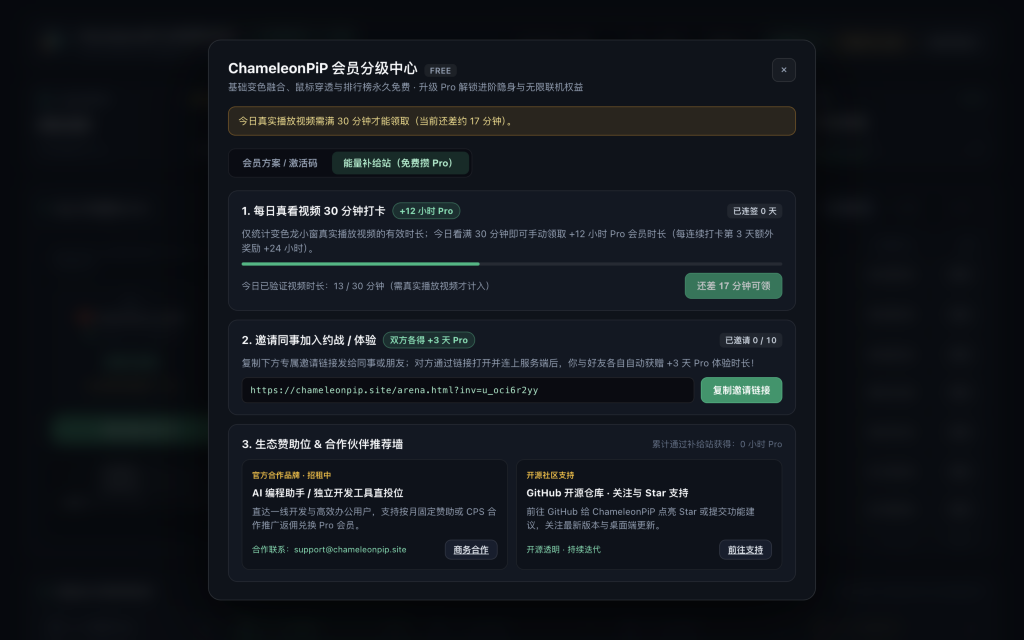 ChameleonPiP 会员分级中心 FREE
×
基础变色融合、鼠标穿透与排行榜永久免费 · 升级 Pro 解锁进阶隐身与无限联机权益
今日真实播放视频需满 30 分钟才能领取（当前还差约 17 分钟）。
会员方案 / 激活码
能量补给站（免费攒 Pro）
1. 每日真看视频 30 分钟打卡 +12 小时 Pro
已连签 0 天
仅统计变色龙小窗真实播放视频的有效时长；今日看满 30 分钟即可手动领取 +12 小时 Pro 会员时长（每连续打卡第 3 天额外
奖励 +24 小时）。
今日已验证视频时长：13 / 30 分钟（需真实播放视频才计入）
还差 17 分钟可领
2. 邀请同事加入约战 / 体验 双方各得 +3 天 Pro
已邀请 0 / 10
复制下方专属邀请链接发给同事或朋友；对方通过链接打开并连上服务端后，你与好友各自自动获赠 +3 天 Pro 体验时长！
https://chameleonpip.site/arena.html?inv=u_oci6r2yy
复制邀请链接
3. 生态赞助位 & 合作伙伴推荐墙
累计通过补给站获得：0 小时 Pro
官方合作品牌 · 招租中
AI 编程助手 / 独立开发工具直投位
直达一线开发与高效办公用户，支持按月固定赞助或 CPS 合
作推广返佣兑换 Pro 会员。
合作联系：support@chameleonpip.site
商务合作
开源社区支持
GitHub 开源仓库 · 关注与 Star 支持
前往 GitHub 给 ChameleonPiP 点亮 Star 或提交功能建
议，关注最新版本与桌面端更新。
开源透明 · 持续迭代
前往支持